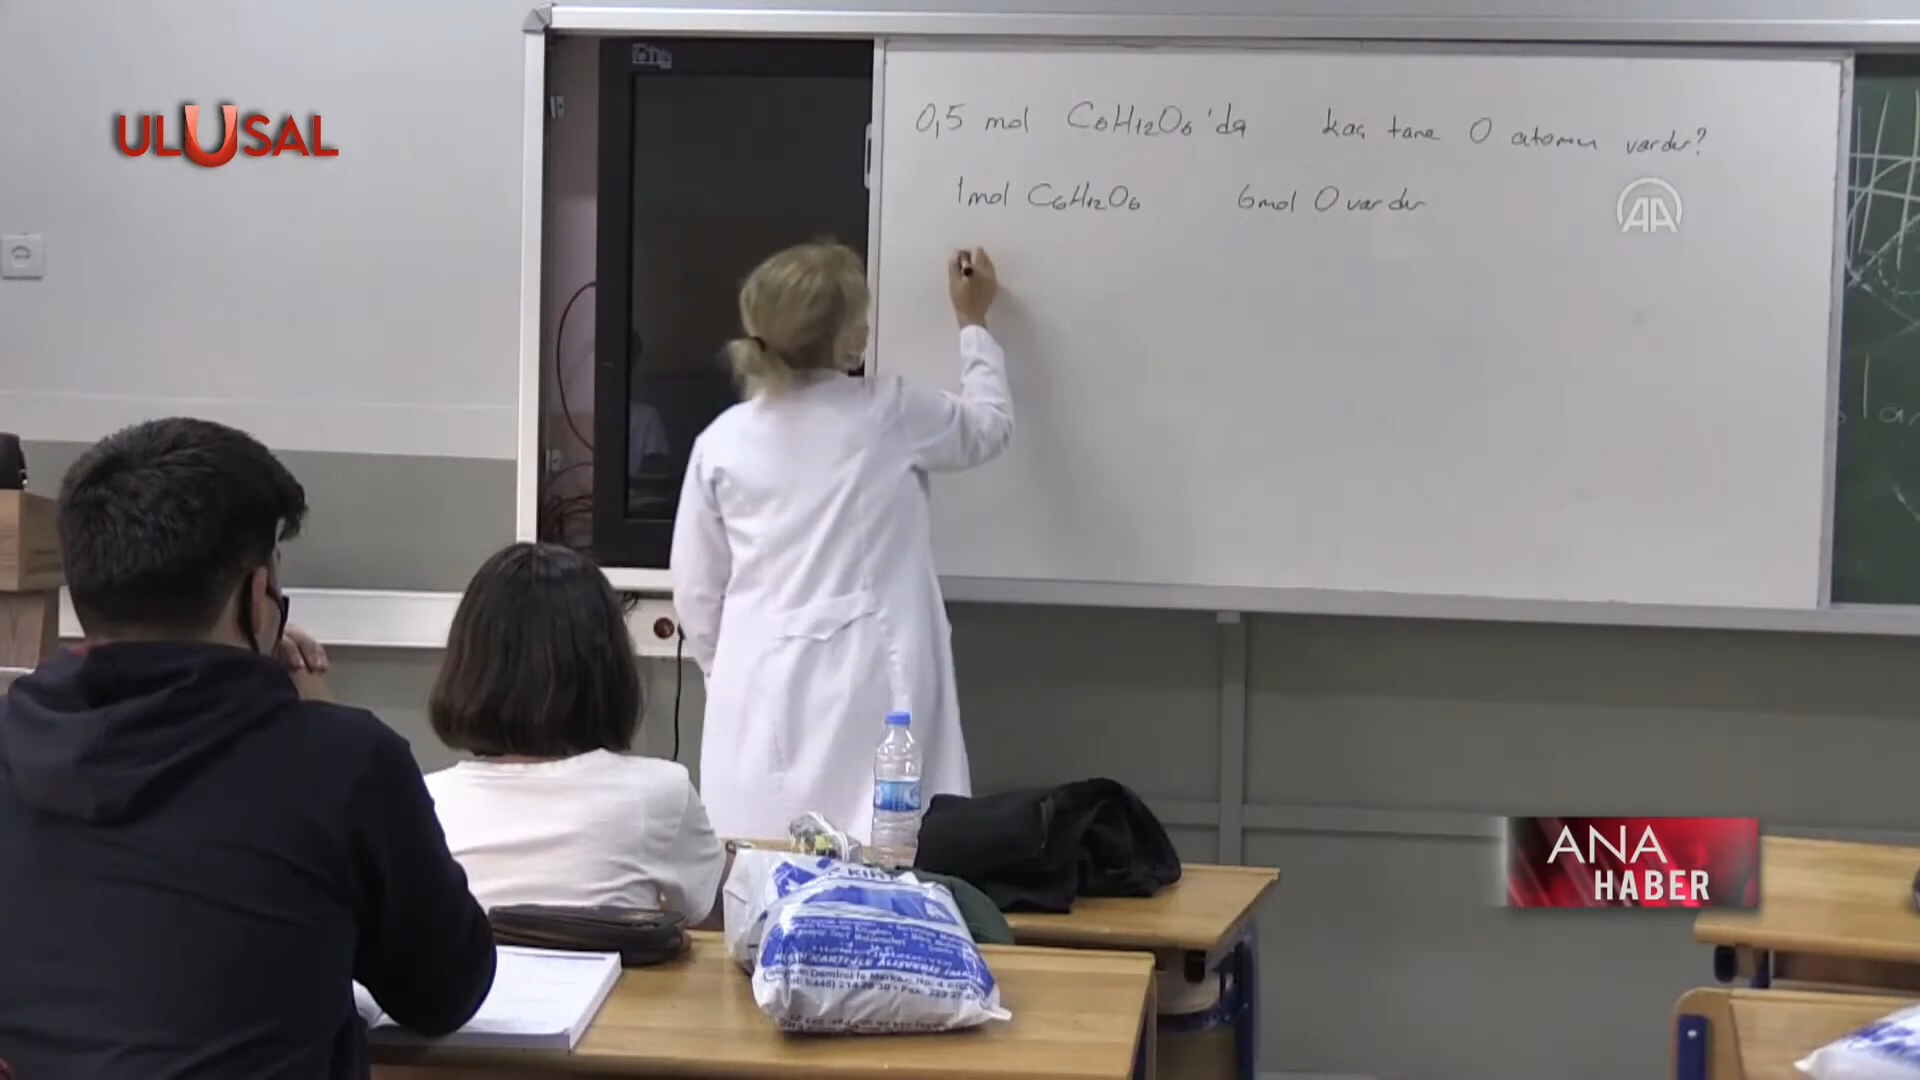 ULUSAL
0,5 mol C6H12O6'da kaç tane O atomu vardır?
1mol C6H12O6 6mol O vardır
AA
ANA
HABER